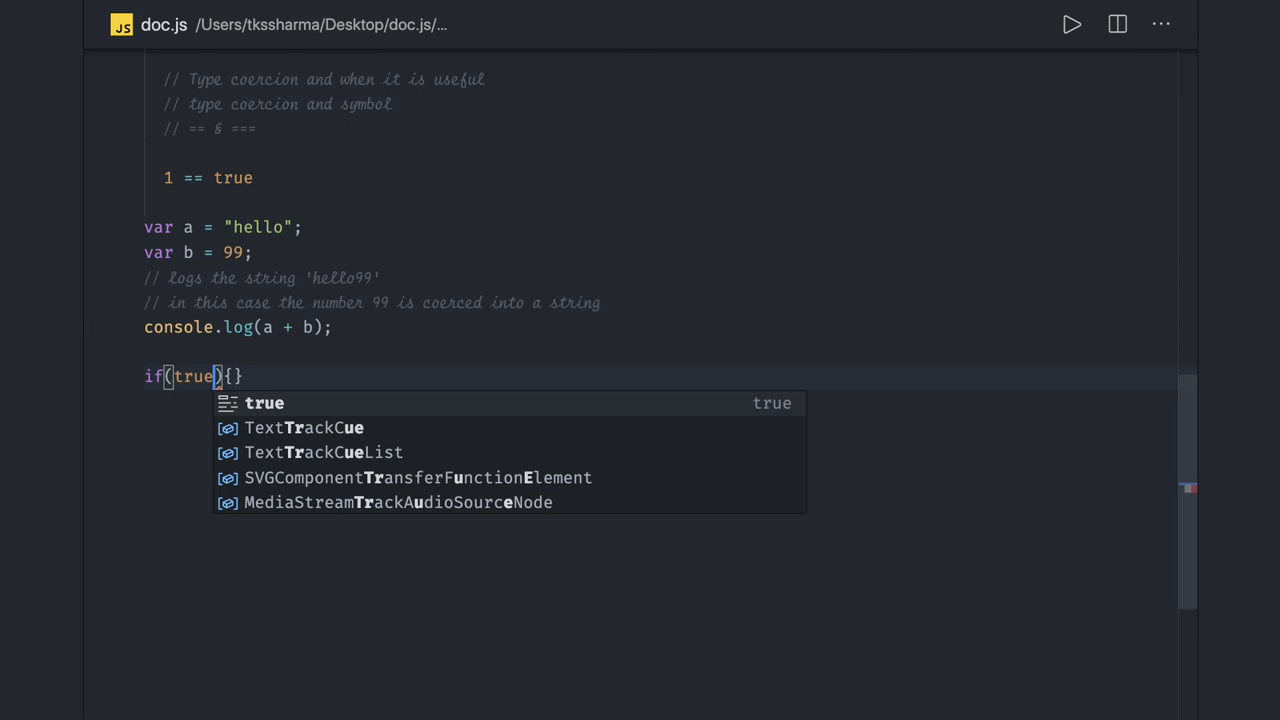 JS doc.js /Users/tkssharma/Desktop/doc.js/...
// Type coercion and when it is useful
// type coercion and symbol
// == & ===
1 == true
var a = "hello";
var b = 99;
// logs the string 'hello99'
// in this case the number 99 is coerced into a string
console.log(a + b);
if(true){}
true true
TextTrackCue
TextTrackCueList
SVGComponentTransferFunctionElement
MediaStreamTrackAudioSourceNode